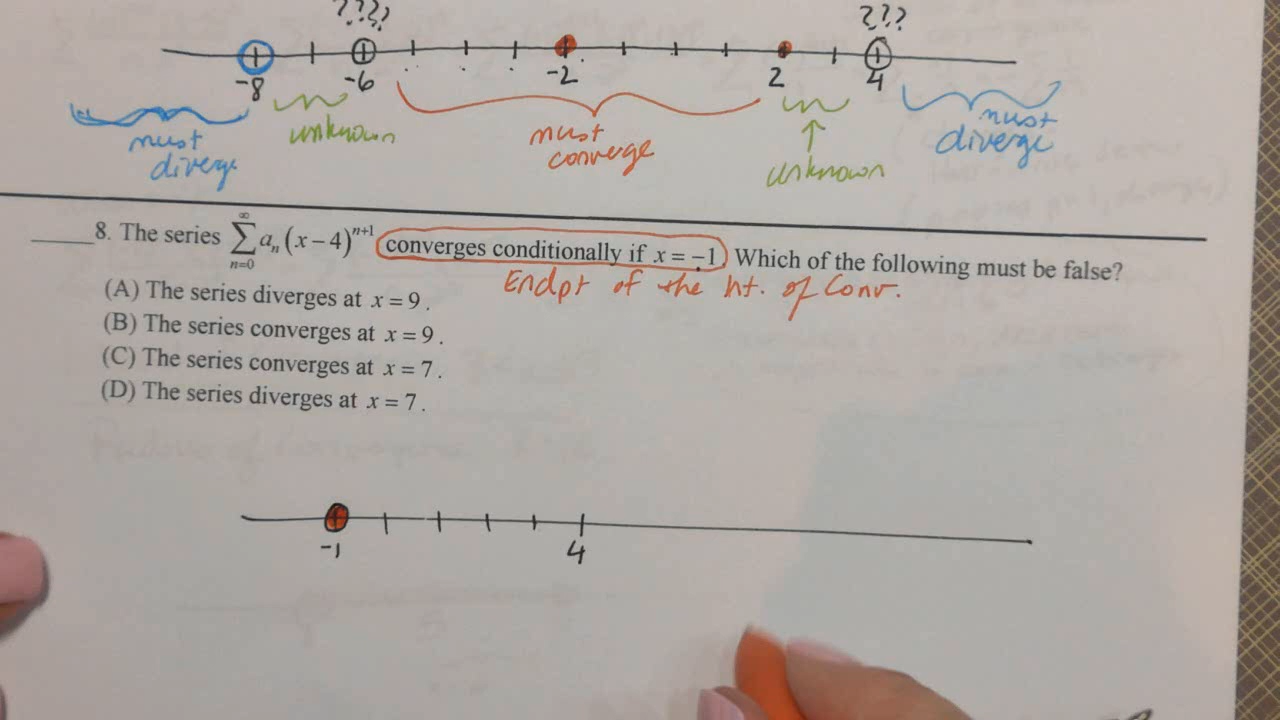 ??? ???
-8 -6 -2 2 4
must diverge unknown must converge unknown must diverge
8. The series ∑_{n=0}^{∞} a_n (x−4)^{n+1} converges conditionally if x = −1. Which of the following must be false?
Endpt of the Int. of Conv.
(A) The series diverges at x = 9.
(B) The series converges at x = 9.
(C) The series converges at x = 7.
(D) The series diverges at x = 7.
-1 4